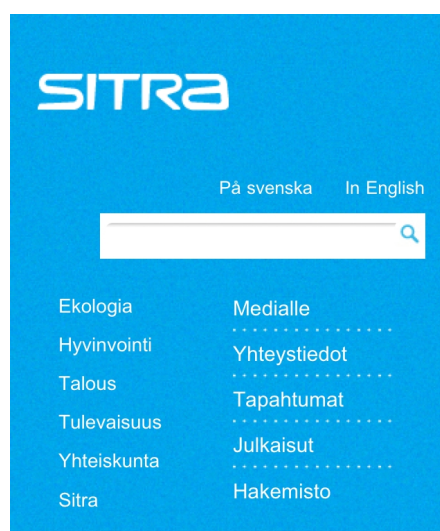 SITRA
På svenska In English
Ekologia
Hyvinvointi
Talous
Tulevaisuus
Yhteiskunta
Sitra
Medialle
Yhteystiedot
Tapahtumat
Julkaisut
Hakemisto